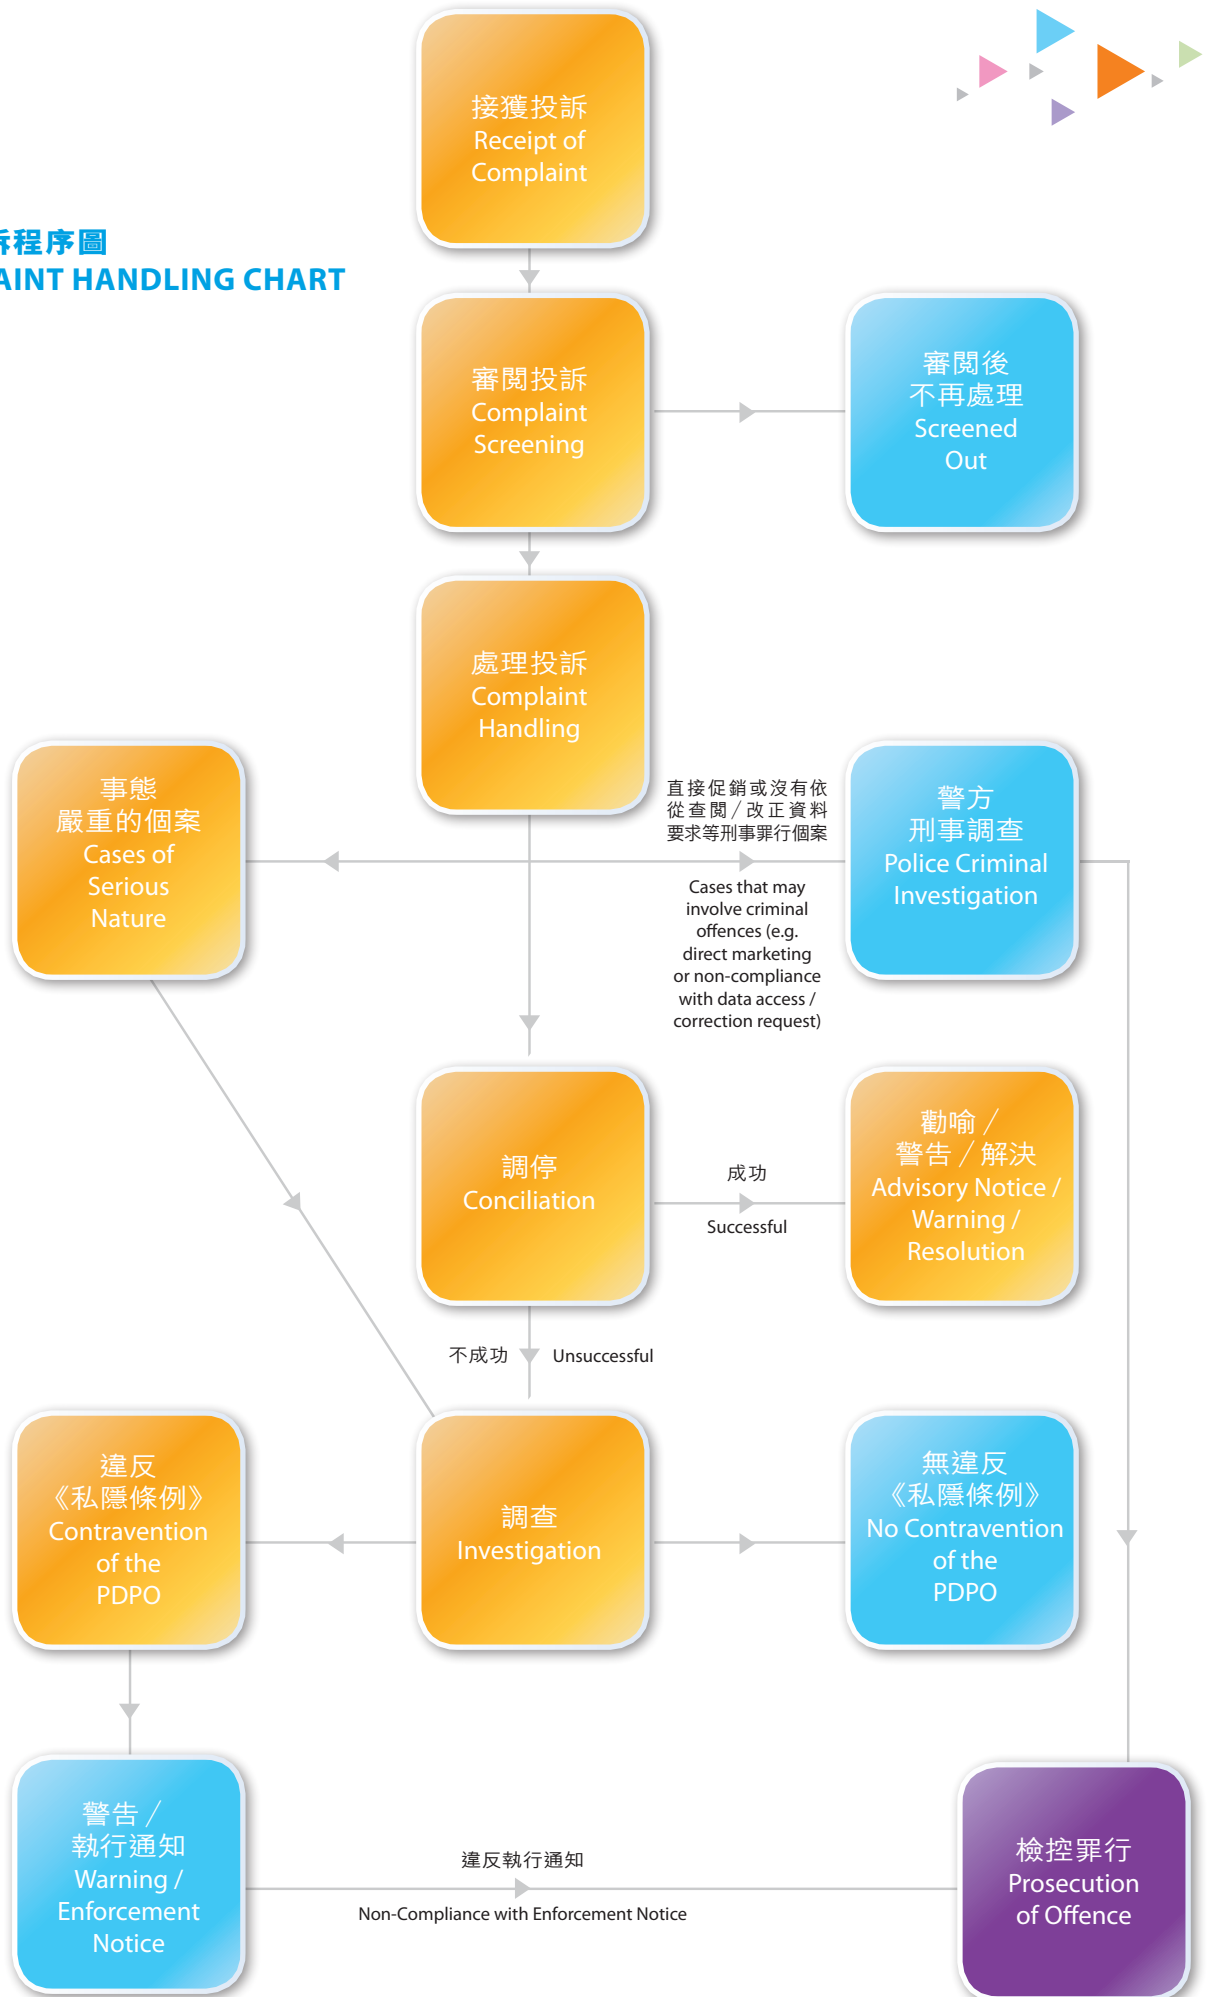 接獲投訴
Receipt of
Complaint
訴程序圖
AINT HANDLING CHART
審閲投訴
Complaint
Screening
審閲後
不再處理
Screened
Out
處理投訴
Complaint
Handling
事態
嚴重的個案
Cases of
Serious
Nature
直接促銷或沒有依
從查閲／改正資料
要求等刑事罪行個案
Cases that may
involve criminal
offences (e.g.
direct marketing
or non-compliance
with data access /
correction request)
警方
刑事調查
Police Criminal
Investigation
調停
Conciliation
成功
Successful
勸喻／
警告／解決
Advisory Notice /
Warning /
Resolution
不成功
Unsuccessful
違反
《私隱條例》
Contravention
of the
PDPO
調查
Investigation
無違反
《私隱條例》
No Contravention
of the
PDPO
警告／
執行通知
Warning /
Enforcement
Notice
違反執行通知
Non-Compliance with Enforcement Notice
檢控罪行
Prosecution
of Offence